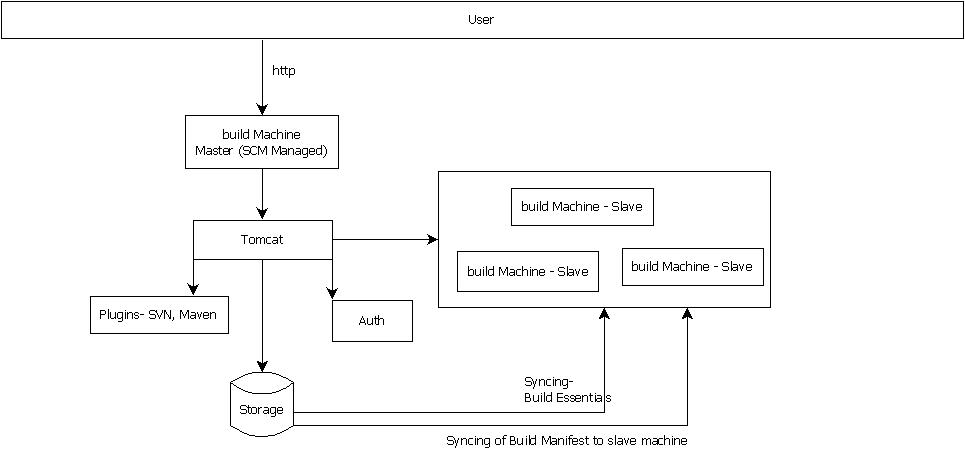 User
http
build Machine
Master (SCM Managed)
build Machine - Slave
Tomcat
build Machine - Slave
build Machine - Slave
Plugins- SVN, Maven
Auth
Syncing-
Build Essentials
Storage
Syncing of Build Manifest to slave machine